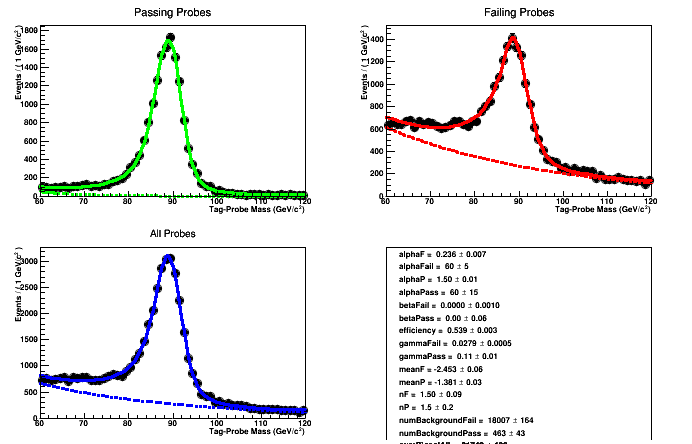 Passing Probes
Events / ( 1 GeV/c² )
1800
1600
1400
1200
1000
800
600
400
200
0
60 70 80 90 100 110 120
Tag-Probe Mass (GeV/c²)
Failing Probes
Events / ( 1 GeV/c² )
1400
1200
1000
800
600
400
200
0
60 70 80 90 100 110 120
Tag-Probe Mass (GeV/c²)
All Probes
Events / ( 1 GeV/c² )
3000
2500
2000
1500
1000
500
0
60 70 80 90 100 110 120
Tag-Probe Mass (GeV/c²)
alphaF = 0.236 ± 0.007
alphaFail = 60 ± 5
alphaP = 1.50 ± 0.01
alphaPass = 60 ± 15
betaFail = 0.0000 ± 0.0010
betaPass = 0.00 ± 0.06
efficiency = 0.539 ± 0.003
gammaFail = 0.0279 ± 0.0005
gammaPass = 0.11 ± 0.01
meanF = -2.453 ± 0.06
meanP = -1.381 ± 0.03
nF = 1.50 ± 0.09
nP = 1.5 ± 0.2
numBackgroundFail = 18007 ± 164
numBackgroundPass = 463 ± 43